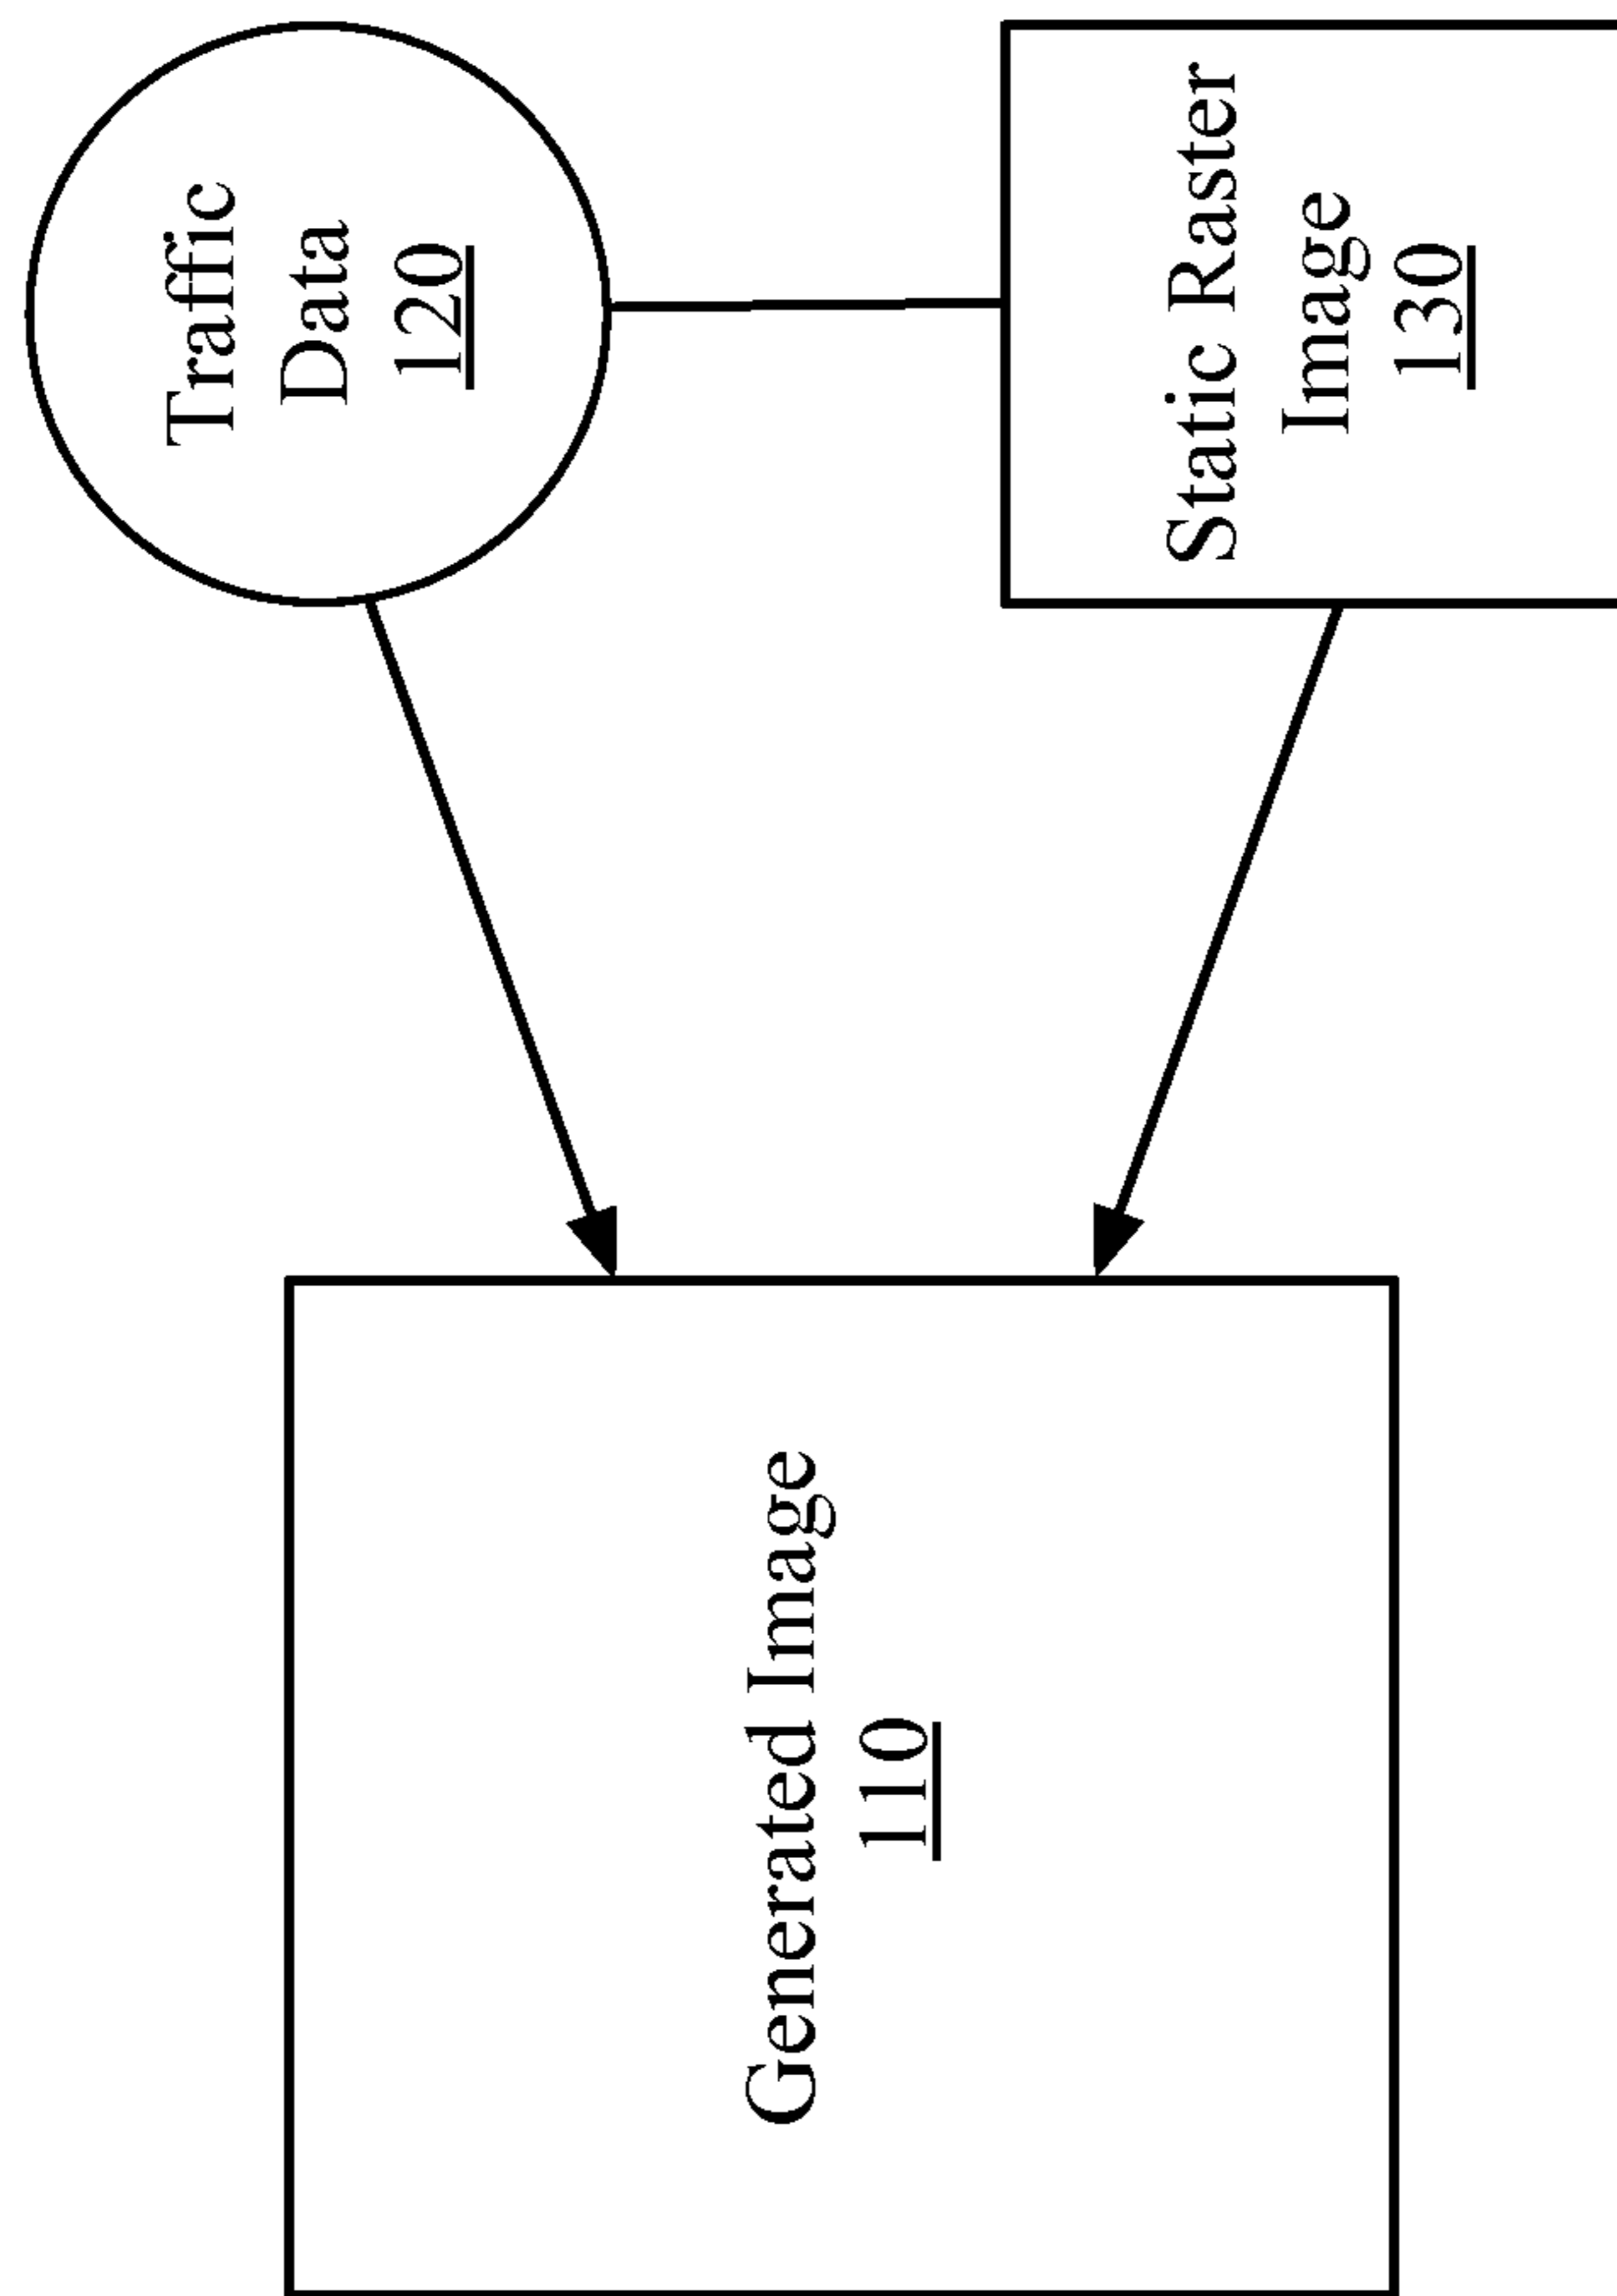 Traffic
Data
120
Static Raster
Image
130
Generated Image
110